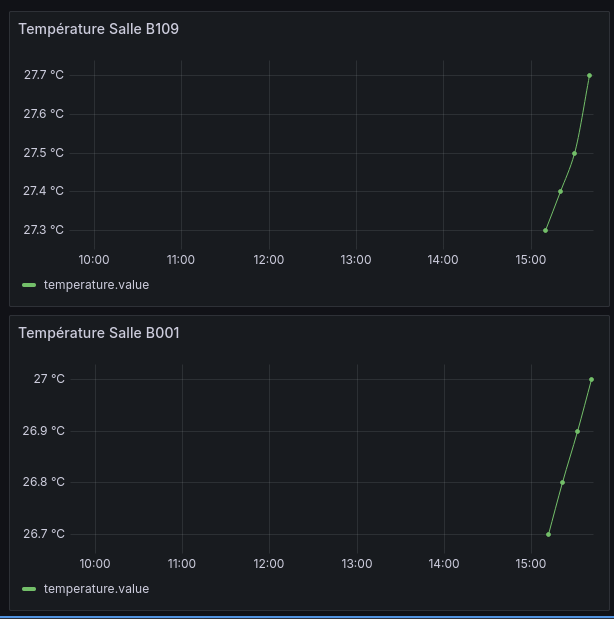 Température Salle B109
27.7 °C
27.6 °C
27.5 °C
27.4 °C
27.3 °C
10:00 11:00 12:00 13:00 14:00 15:00
temperature.value
Température Salle B001
27 °C
26.9 °C
26.8 °C
26.7 °C
10:00 11:00 12:00 13:00 14:00 15:00
temperature.value